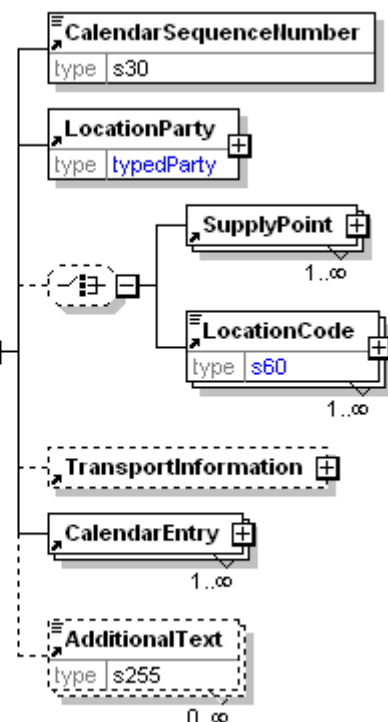 CalendarSequenceNumber
type s30
LocationParty
type typedParty
SupplyPoint
1..∞
LocationCode
type s60
1..∞
TransportInformation
CalendarEntry
1..∞
AdditionalText
type s255
0..∞